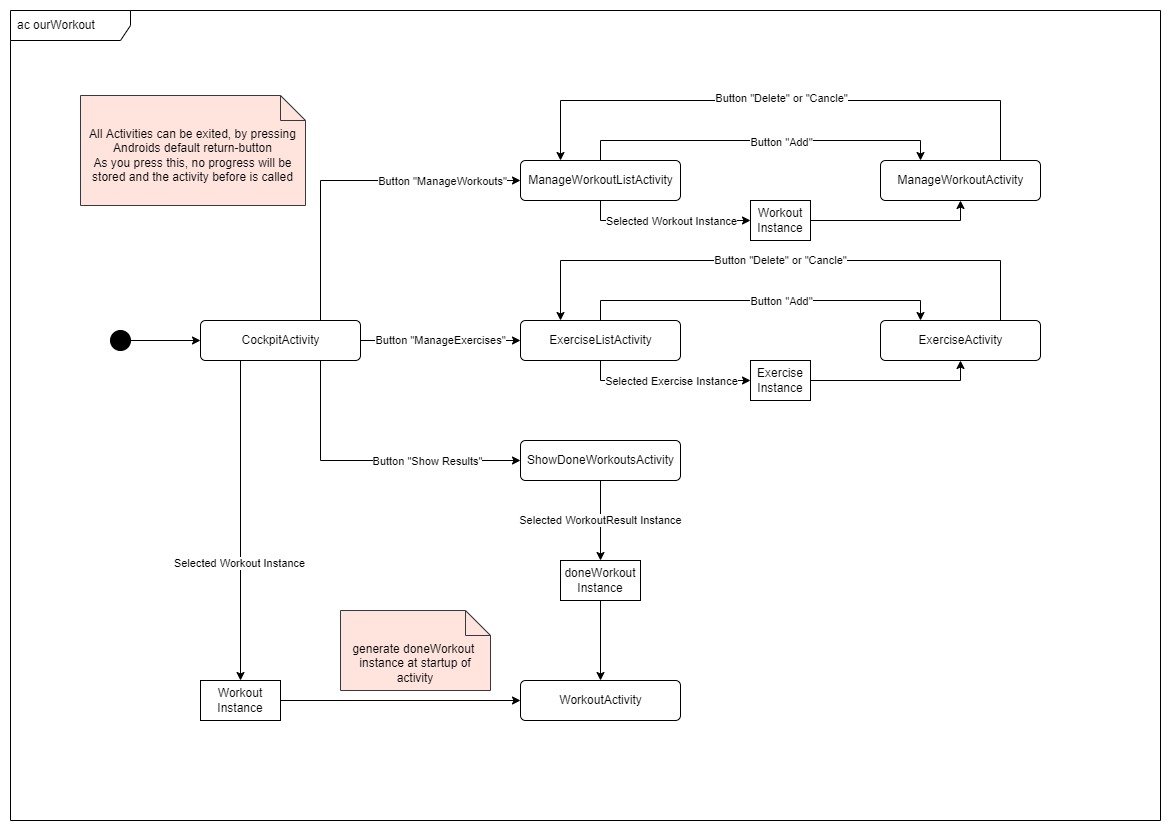 ac ourWorkout
All Activities can be exited, by pressing
Androids default return-button
As you press this, no progress will be
stored and the activity before is called
Button "Delete" or "Cancle"
Button "Add"
Button "ManageWorkouts"
ManageWorkoutListActivity
ManageWorkoutActivity
Selected Workout Instance
Workout
Instance
Button "Delete" or "Cancle"
Button "Add"
CockpitActivity
Button "ManageExercises"
ExerciseListActivity
ExerciseActivity
Selected Exercise Instance
Exercise
Instance
Button "Show Results"
ShowDoneWorkoutsActivity
Selected WorkoutResult Instance
Selected Workout Instance
doneWorkout
Instance
generate doneWorkout
instance at startup of
activity
Workout
Instance
WorkoutActivity